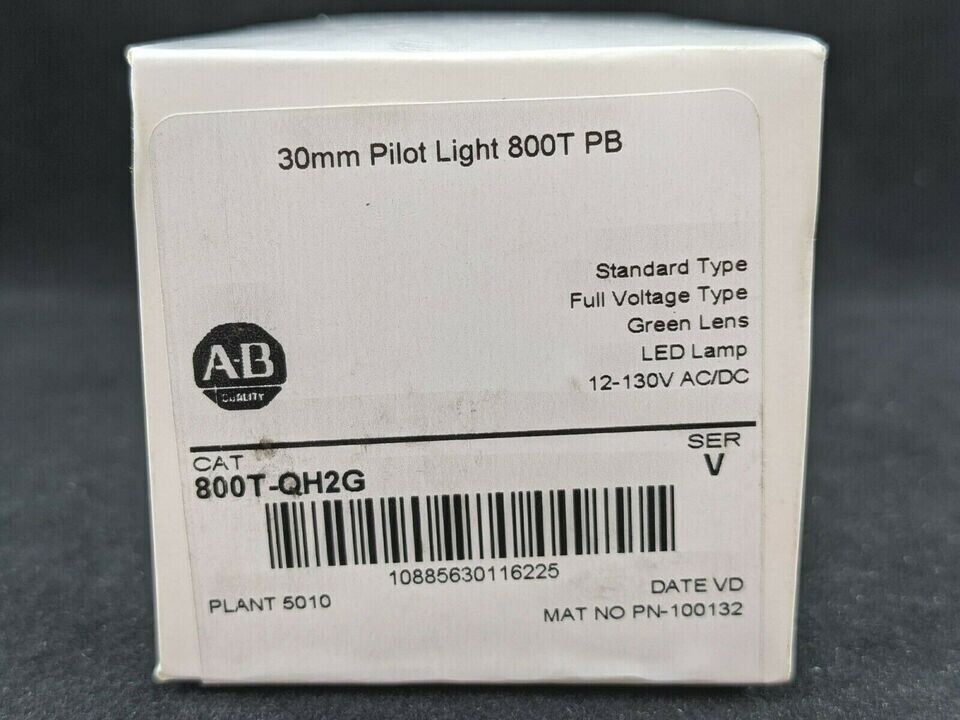 30mm Pilot Light 800T PB
Standard Type
Full Voltage Type
Green Lens
LED Lamp
12-130V AC/DC
A-B
QUALITY
CAT
800T-QH2G
SER
V
10885630116225
PLANT 5010
DATE VD
MAT NO PN-100132